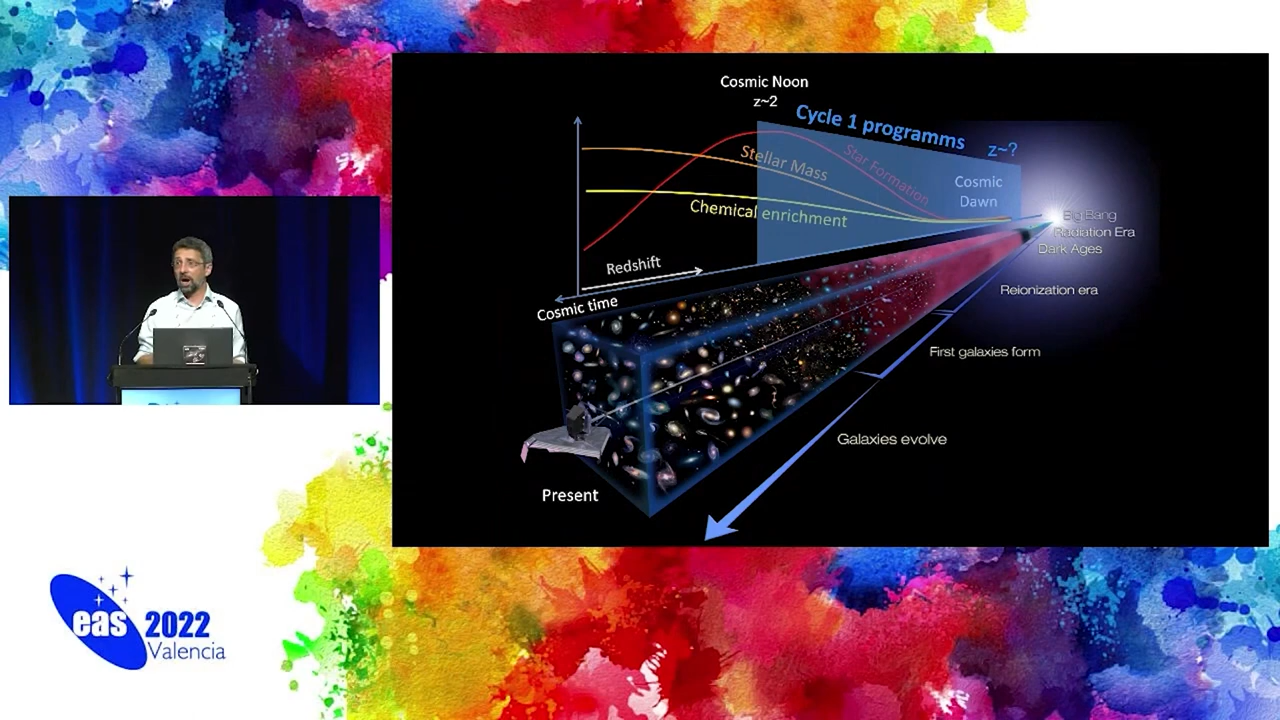 Cosmic Noon
z~2
Cycle 1 programms
z~?
Stellar Mass
Star Formation
Cosmic
Dawn
Chemical enrichment
Big Bang
Radiation Era
Dark Ages
Redshift
Reionization era
Cosmic time
First galaxies form
Galaxies evolve
Present
eas 2022
Valencia